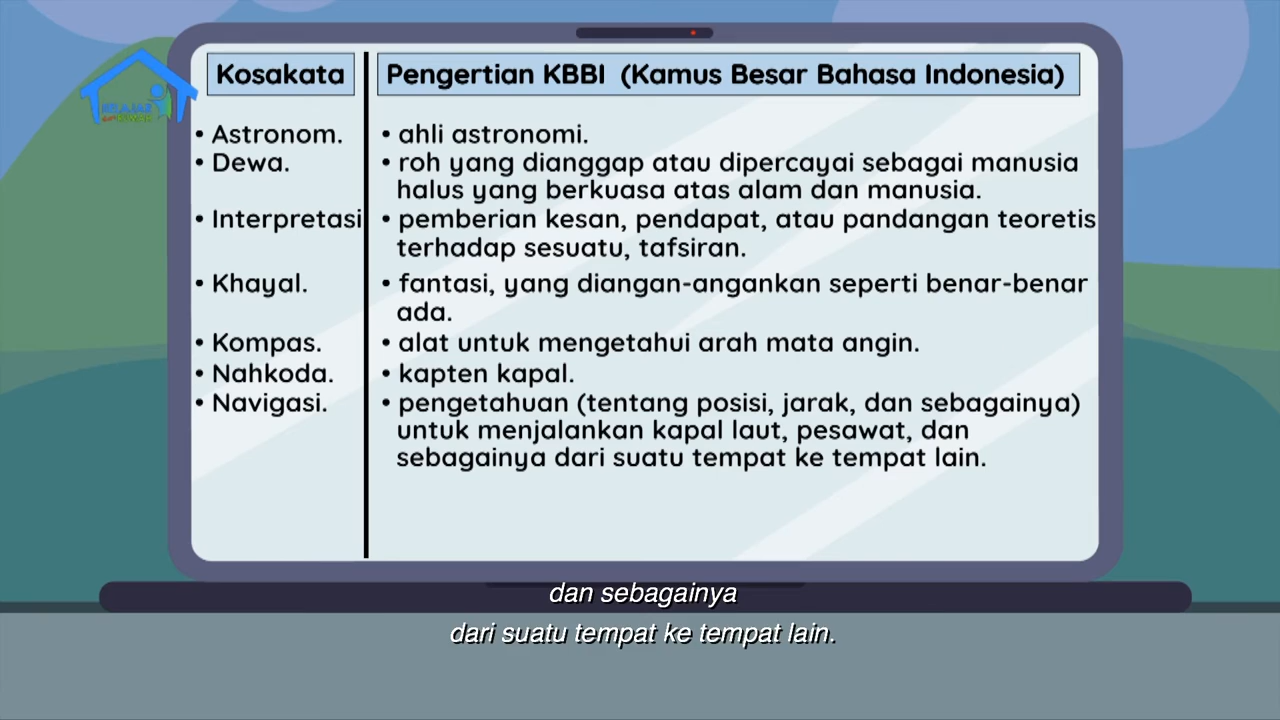 Kosakata
Pengertian KBBI (Kamus Besar Bahasa Indonesia)
BELAJAR
• Astronom.
• ahli astronomi.
• Dewa.
• roh yang dianggap atau dipercayai sebagai manusia
halus yang berkuasa atas alam dan manusia.
• Interpretasi
• pemberian kesan, pendapat, atau pandangan teoretis
terhadap sesuatu, tafsiran.
• Khayal.
• fantasi, yang diangan-angankan seperti benar-benar
ada.
• Kompas.
• alat untuk mengetahui arah mata angin.
• Nahkoda.
• kapten kapal.
• Navigasi.
• pengetahuan (tentang posisi, jarak, dan sebagainya)
untuk menjalankan kapal laut, pesawat, dan
sebagainya dari suatu tempat ke tempat lain.
dan sebagainya
dari suatu tempat ke tempat lain.